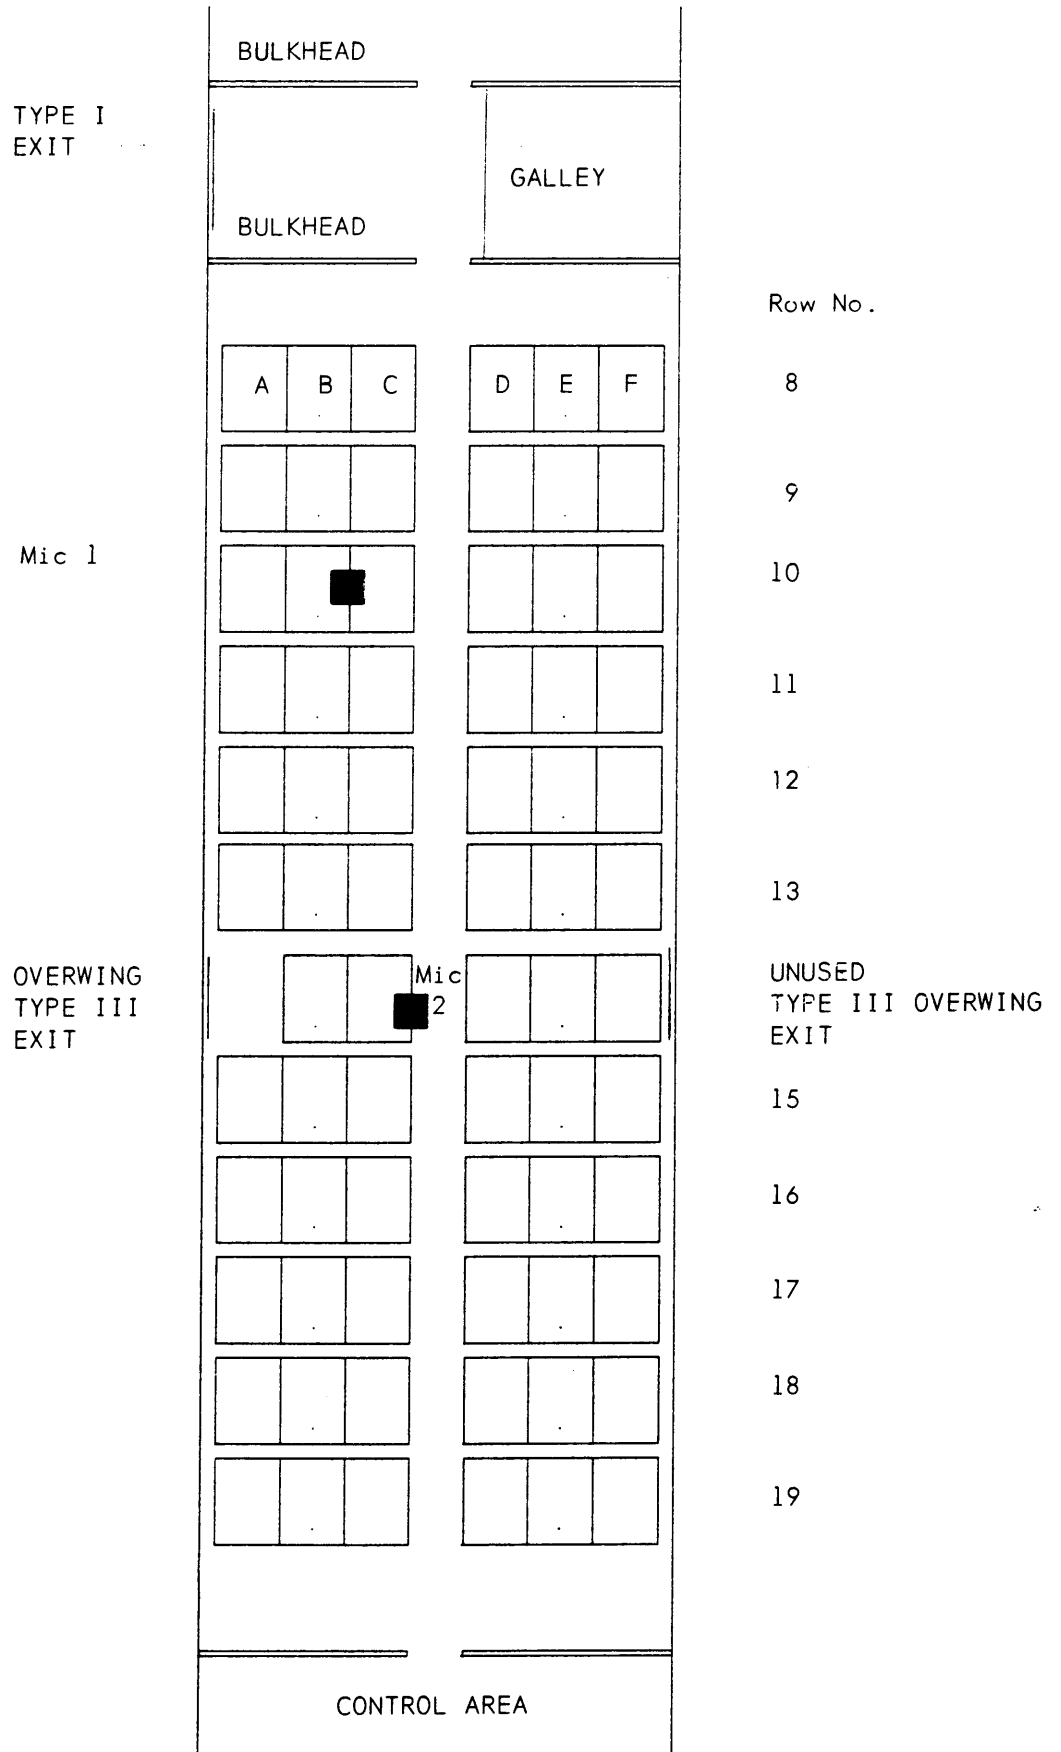 BULKHEAD
TYPE I
EXIT
GALLEY
BULKHEAD
Row No.
A B C D E F 8
9
Mic 1
10
11
12
13
OVERWING
TYPE III
EXIT
Mic
2
UNUSED
TYPE III OVERWING
EXIT
15
16
17
18
19
CONTROL AREA